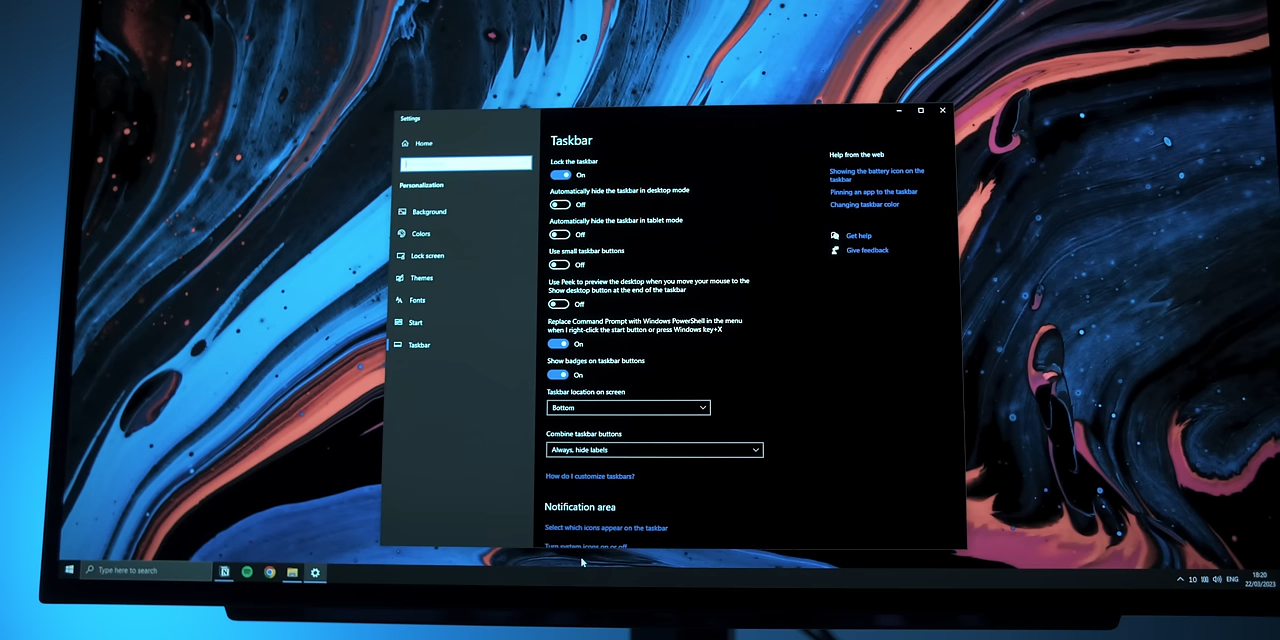 Settings
Home
Personalization
Background
Colors
Lock screen
Themes
Fonts
Start
Taskbar
Taskbar
Lock the taskbar
On
Automatically hide the taskbar in desktop mode
Off
Automatically hide the taskbar in tablet mode
Off
Use small taskbar buttons
Off
Use Peek to preview the desktop when you move your mouse to the
Show desktop button at the end of the taskbar
Off
Replace Command Prompt with Windows PowerShell in the menu
when I right-click the start button or press Windows key+X
On
Show badges on taskbar buttons
On
Taskbar location on screen
Bottom
Combine taskbar buttons
Always, hide labels
How do I customize taskbars?
Notification area
Select which icons appear on the taskbar
Turn system icons on or off
Help from the web
Showing the battery icon on the
taskbar
Pinning an app to the taskbar
Changing taskbar color
Get help
Give feedback
Type here to search
10
ENG
18:20
22/03/2023